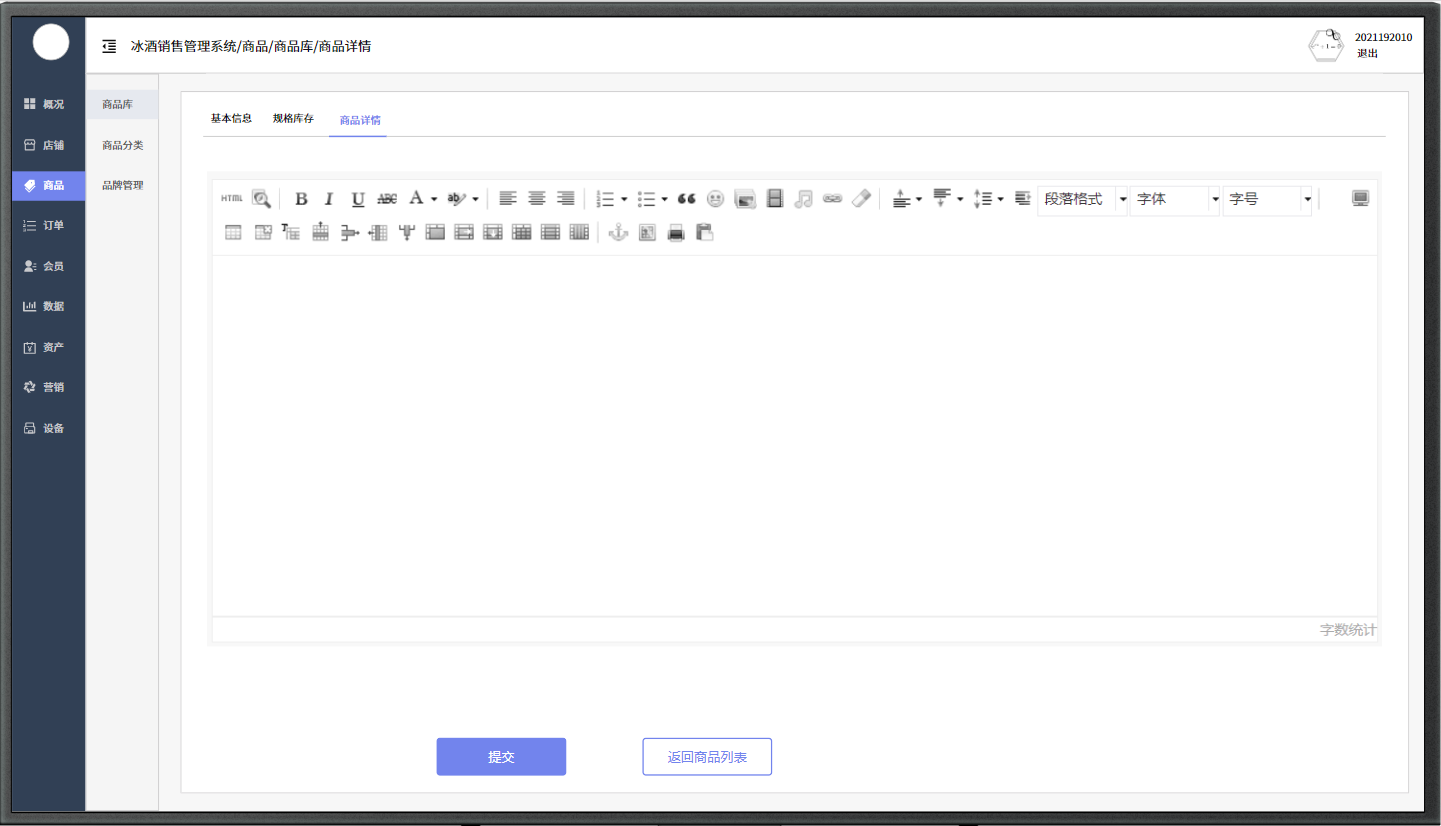 冰酒销售管理系统/商品/商品库/商品详情
2021192010
退出
概况
店铺
商品
订单
会员
数据
资产
营销
设备
商品库
商品分类
品牌管理
基本信息 规格库存 商品详情
HTML B I U ABC A ab 段落格式 字体 字号
字数统计
提交 返回商品列表